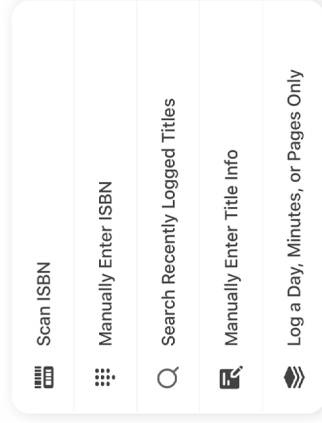 Scan ISBN
Manually Enter ISBN
Search Recently Logged Titles
Manually Enter Title Info
Log a Day, Minutes, or Pages Only